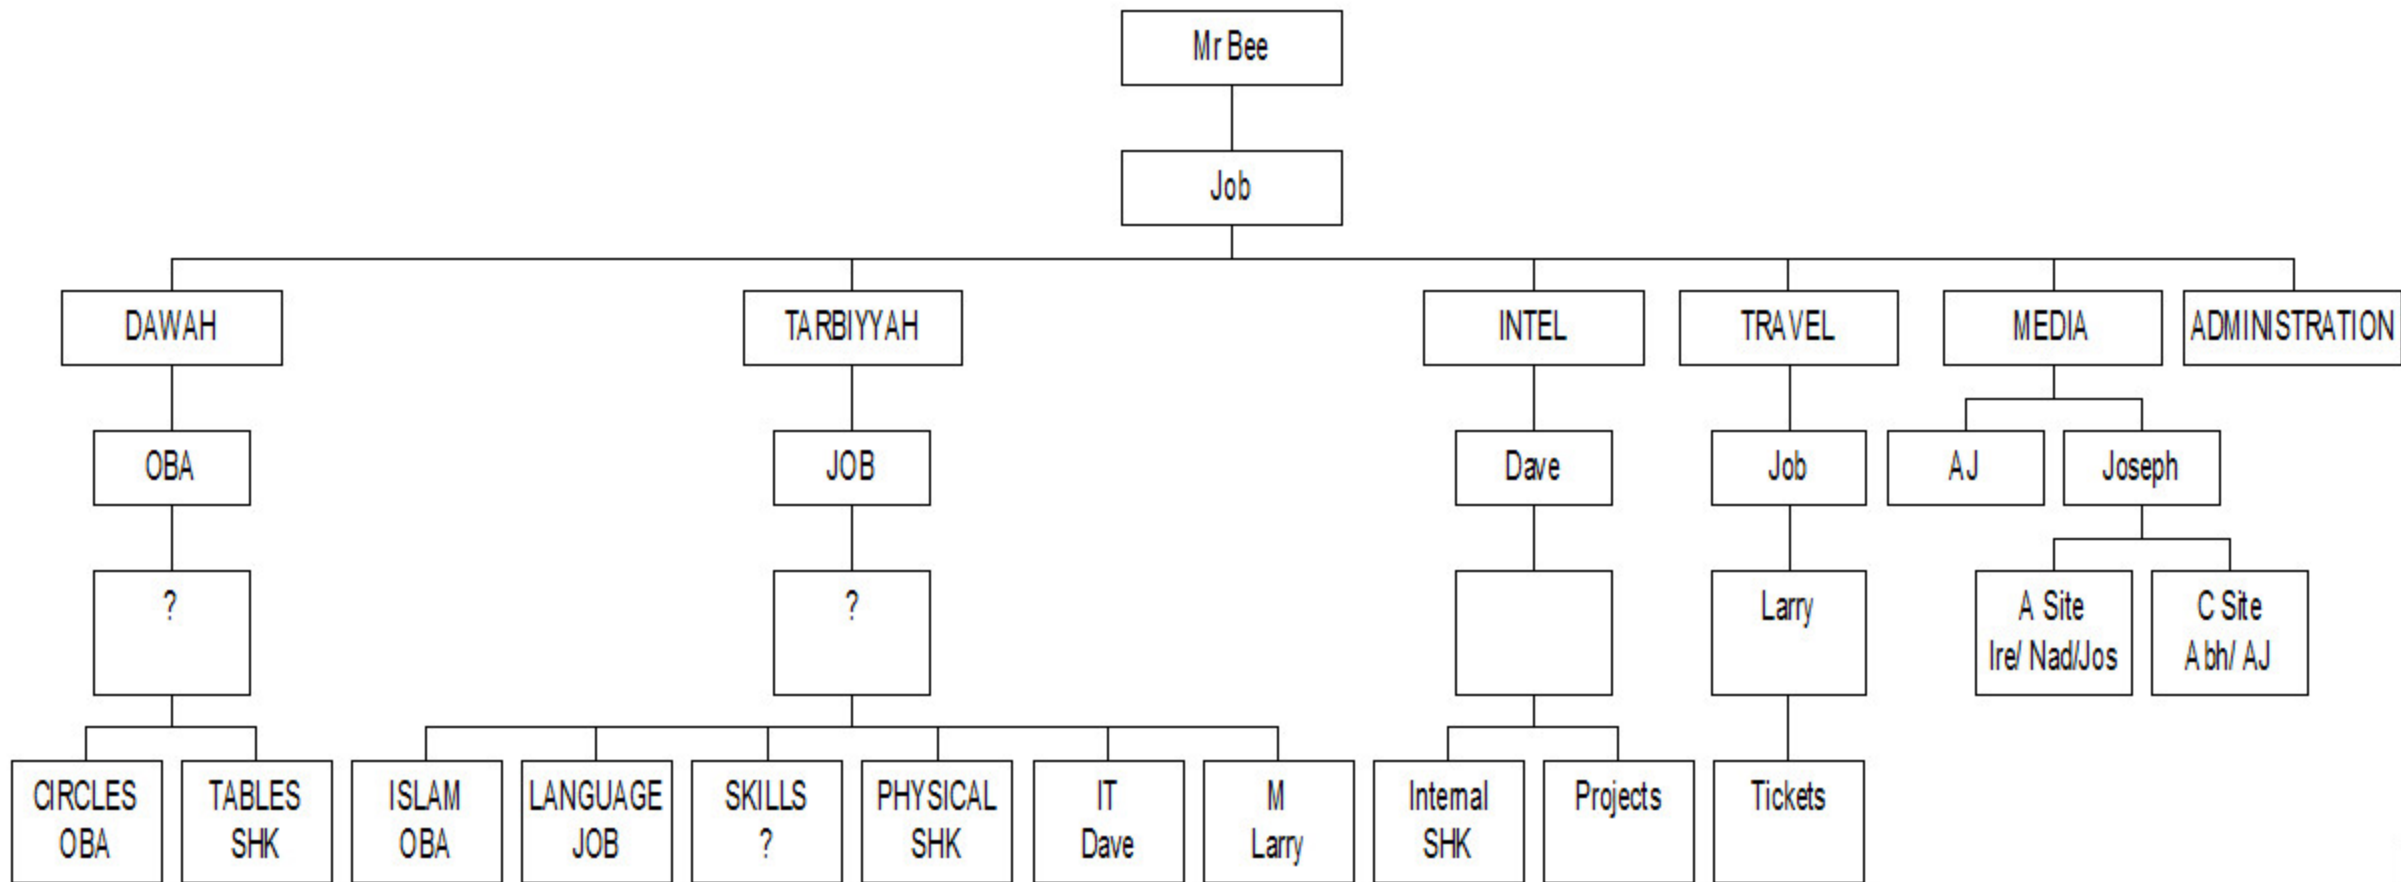 Mr Bee
Job
DAWAH
TARBIYYAH
INTEL
TRAVEL
MEDIA
ADMINISTRATION
OBA
JOB
Dave
Job
AJ
Joseph
?
?
Larry
A Site
Ire/ Nad/Jos
C Site
Abh/ AJ
CIRCLES
OBA
TABLES
SHK
ISLAM
OBA
LANGUAGE
JOB
SKILLS
?
PHYSICAL
SHK
IT
Dave
M
Larry
Internal
SHK
Projects
Tickets